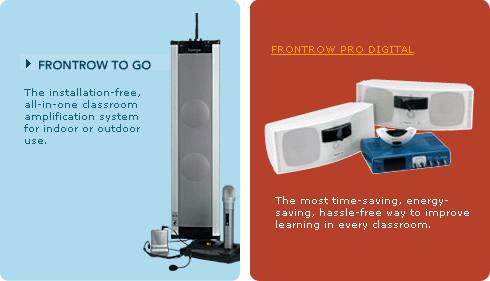 FRONTROW TO GO
The installation-free,
all-in-one classroom
amplification system
for indoor or outdoor
use.
FRONTROW PRO DIGITAL
The most time-saving, energy-
saving, hassle-free way to improve
learning in every classroom.